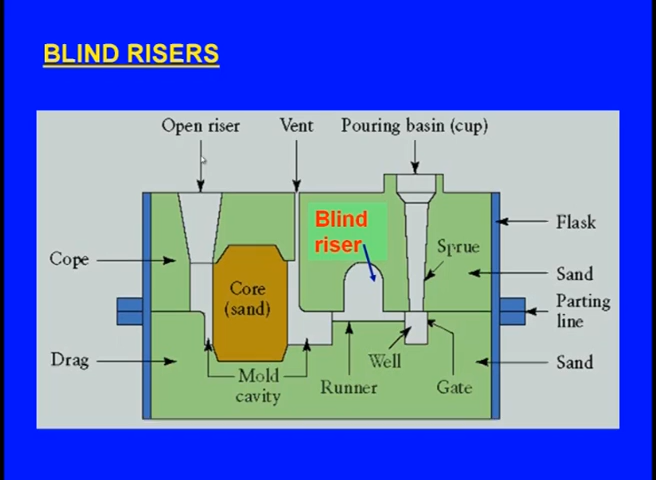 BLIND RISERS
Open riser
Vent
Pouring basin (cup)
Blind
riser
Flask
Sprue
Cope
Core
(sand)
Sand
Parting
line
Drag
Mold
cavity
Runner
Well
Gate
Sand